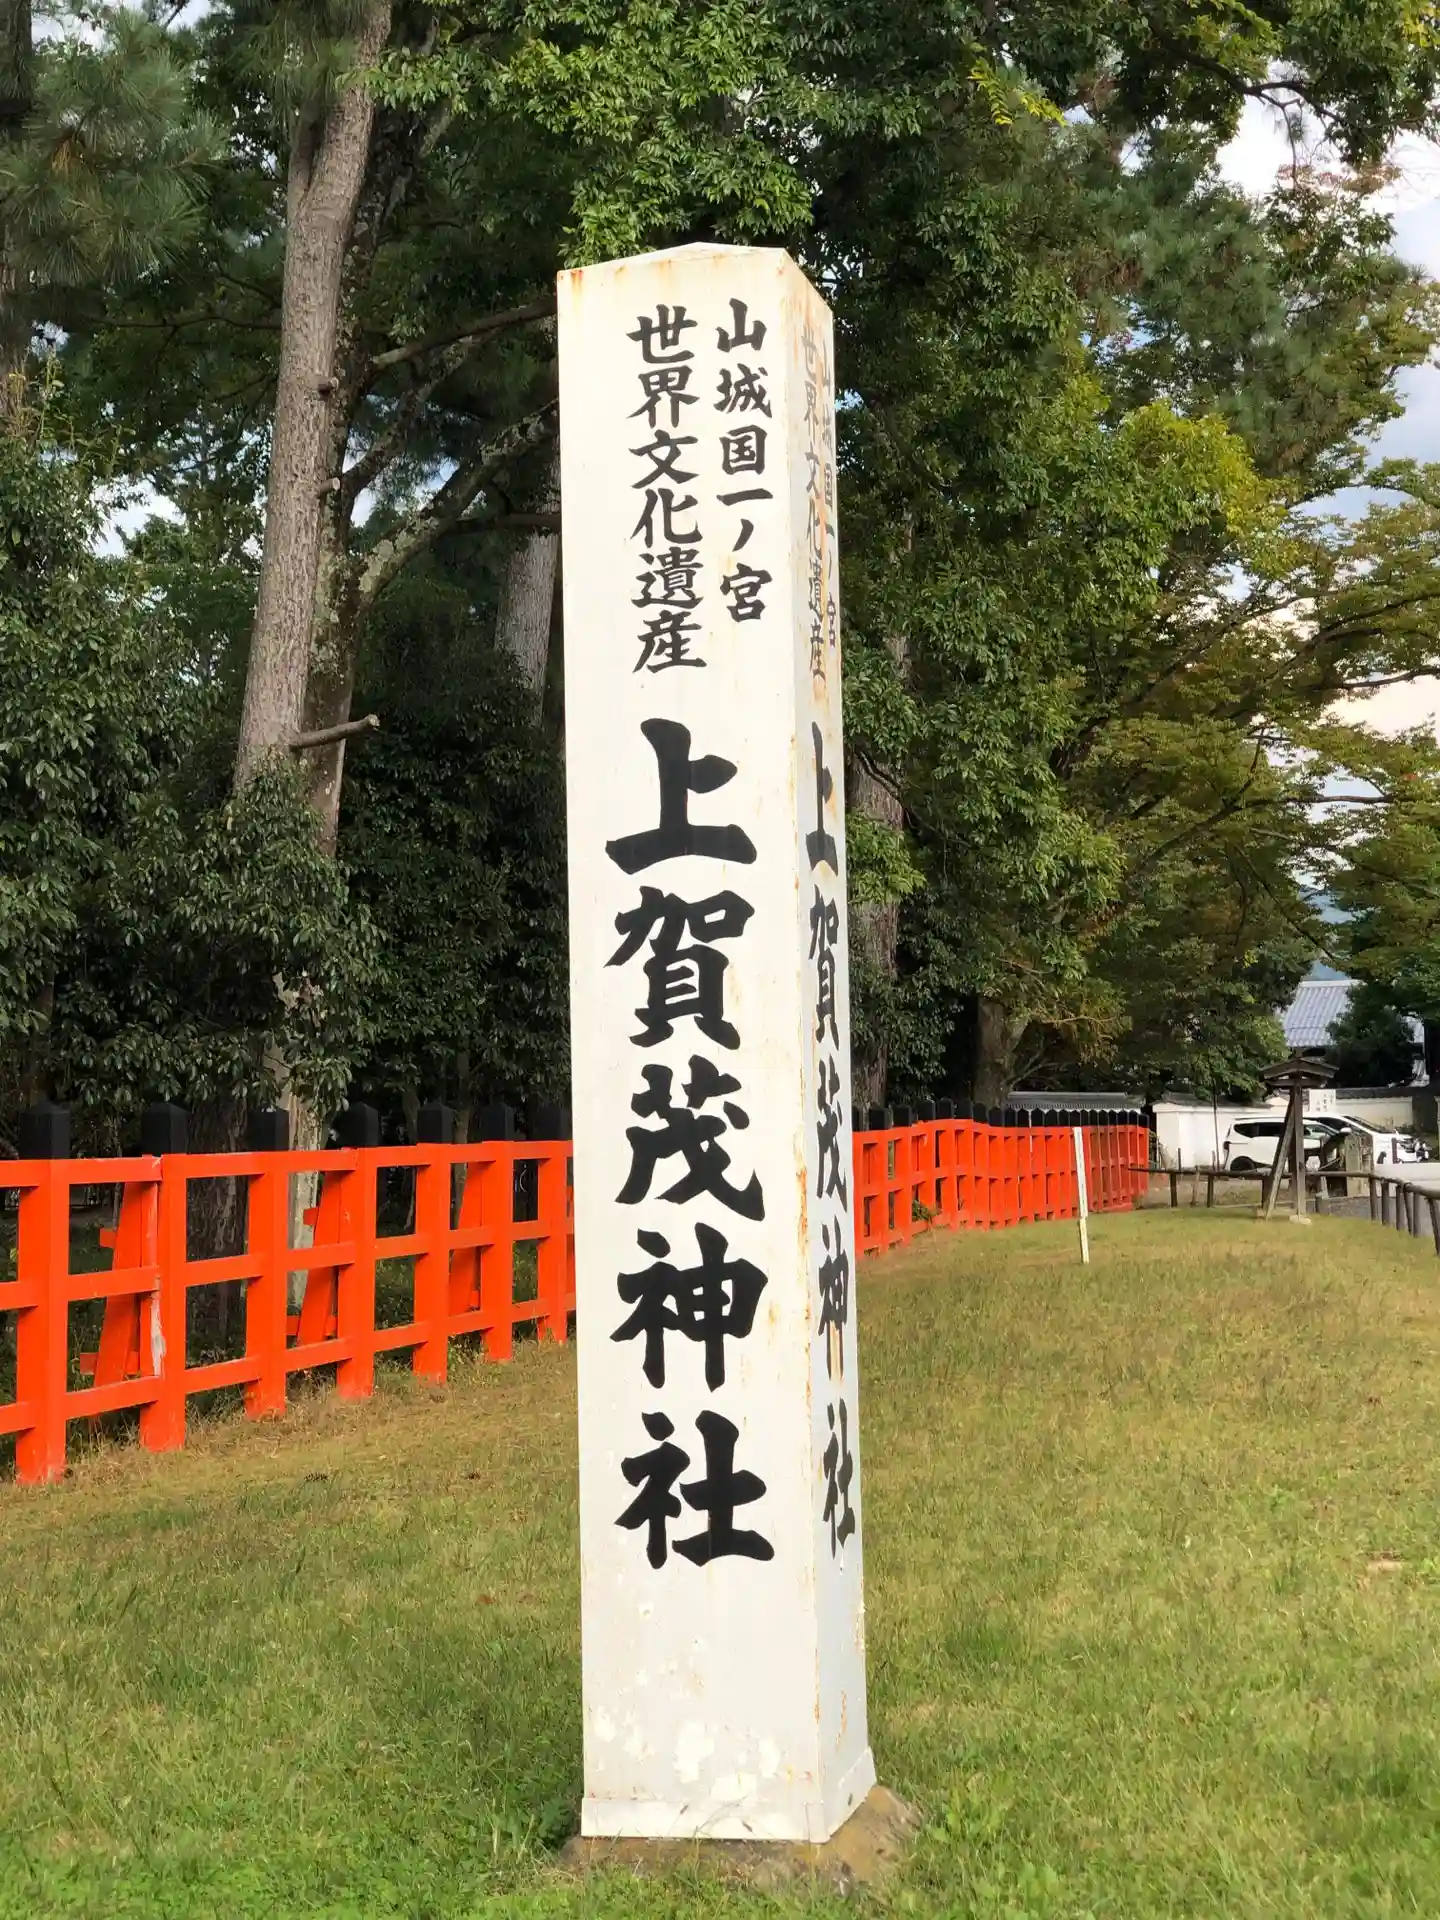 山城国一ノ宮
世界文化遺産
上賀茂神社
山城国一ノ宮
世界文化遺産
上賀茂神社